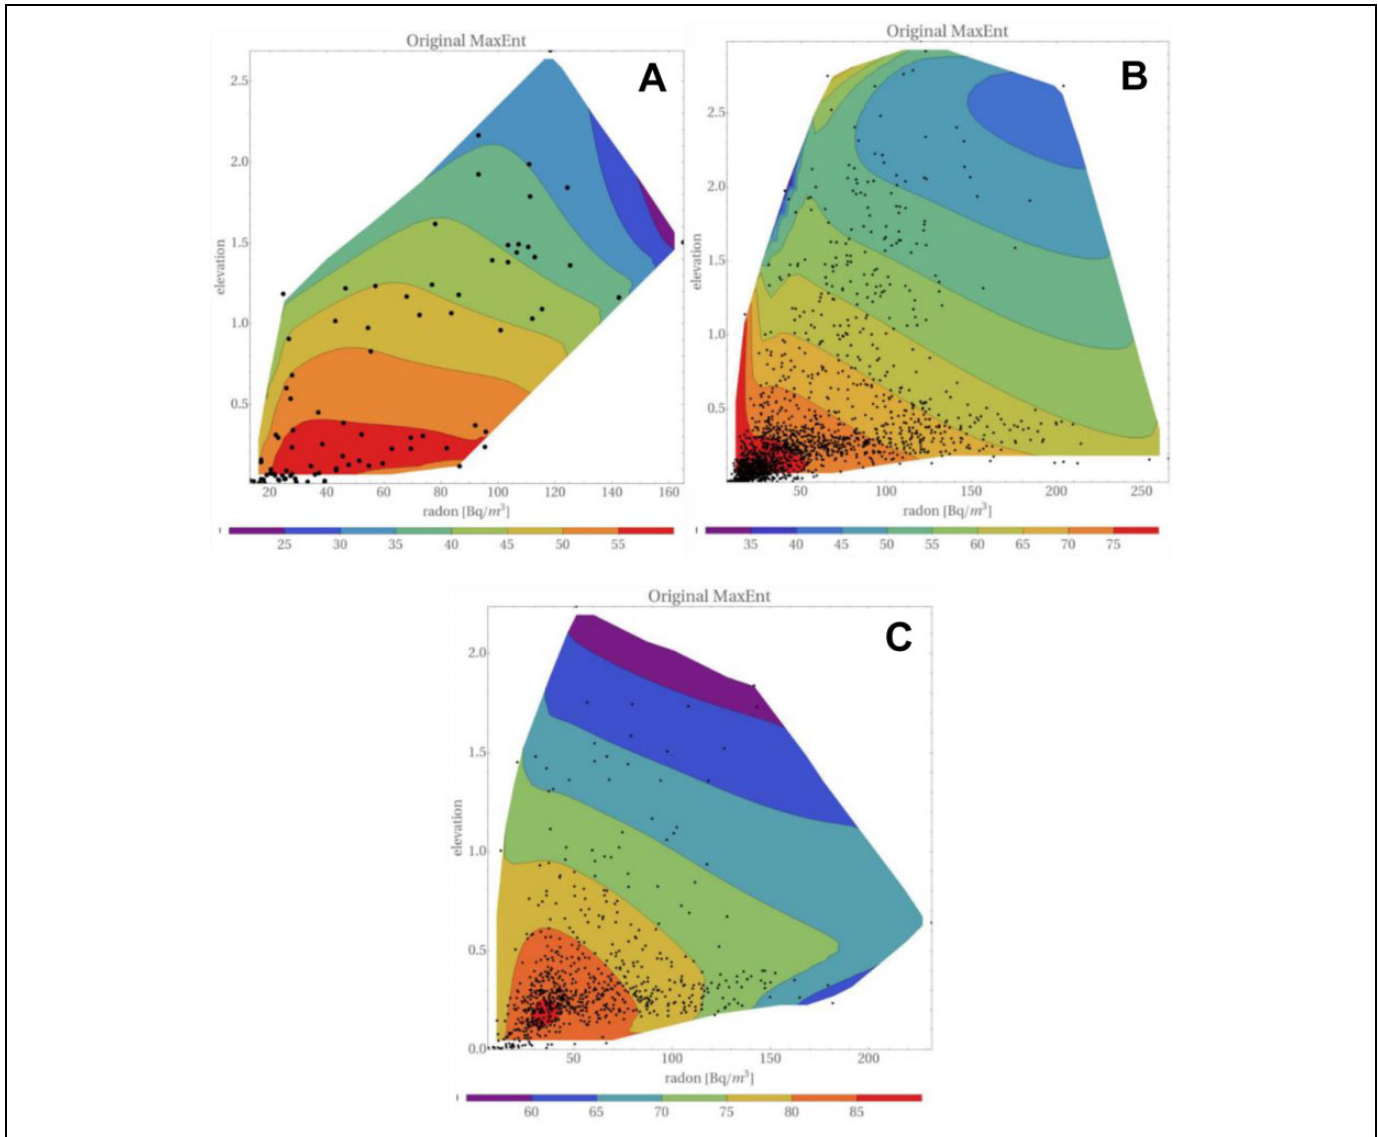 Original MaxEnt
A
elevation
2.5
2.0
1.5
1.0
0.5
20 40 60 80 100 120 140 160
radon [Bq/m³]
25 30 35 40 45 50 55
Original MaxEnt
B
elevation
2.5
2.0
1.5
1.0
0.5
50 100 150 200 250
radon [Bq/m³]
35 40 45 50 55 60 65 70 75
Original MaxEnt
C
elevation
2.0
1.5
1.0
0.5
0.0
50 100 150 200
radon [Bq/m³]
60 65 70 75 80 85